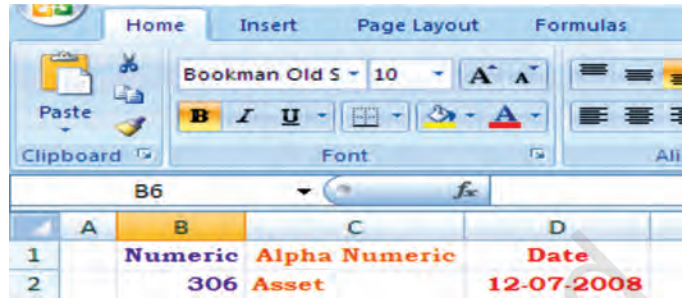 Home Insert Page Layout Formulas
Bookman Old S 10 A A
Paste
B I U A
Clipboard Font Ali
B6 fx
A B C D
1 Numeric Alpha Numeric Date
2 306 Asset 12-07-2008